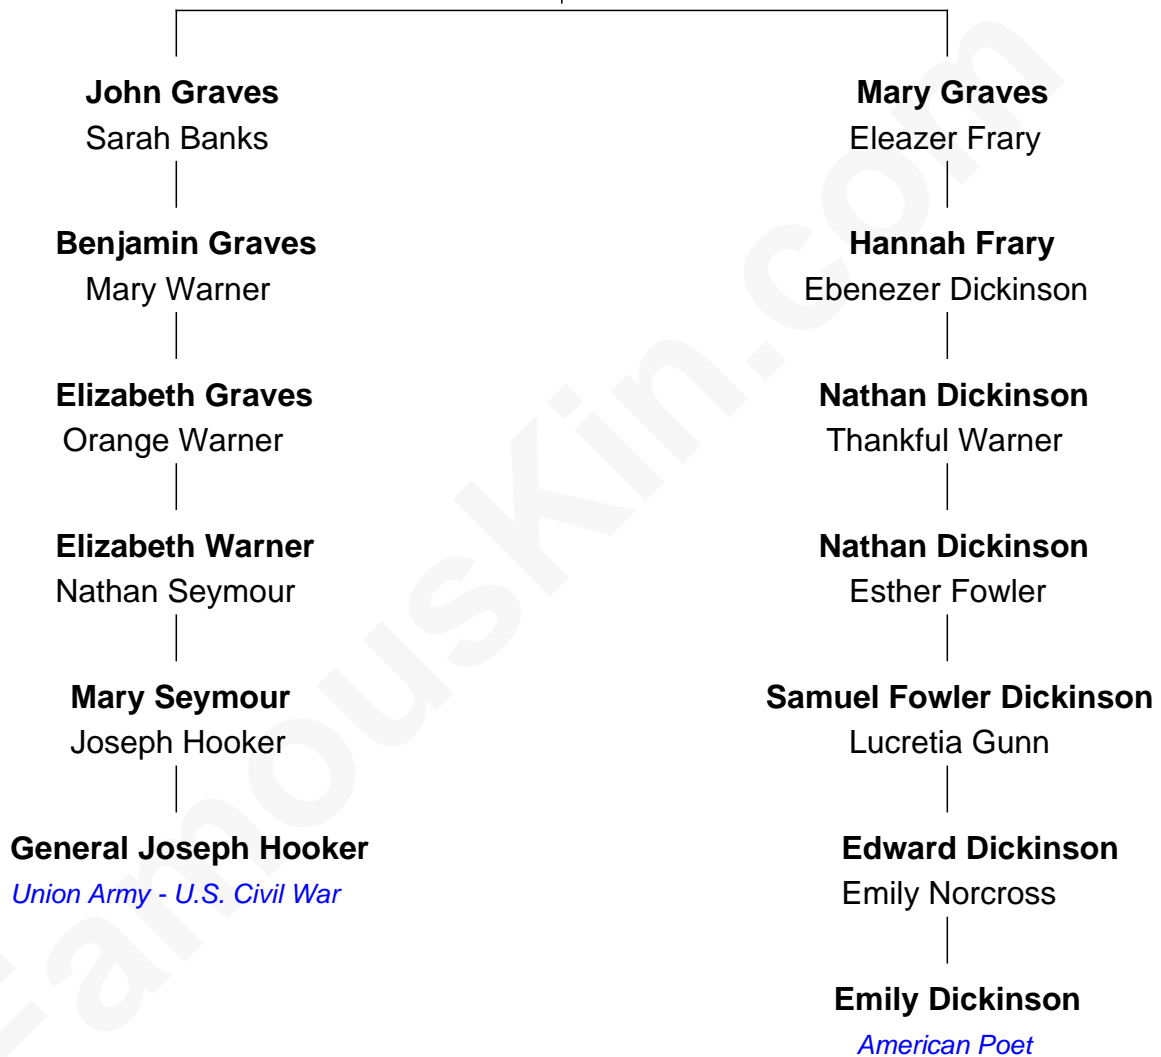 John Graves
Sarah Banks
Benjamin Graves
Mary Warner
Elizabeth Graves
Orange Warner
Elizabeth Warner
Nathan Seymour
Mary Seymour
Joseph Hooker
General Joseph Hooker
Union Army - U.S. Civil War
Mary Graves
Eleazer Frary
Hannah Frary
Ebenezer Dickinson
Nathan Dickinson
Thankful Warner
Nathan Dickinson
Esther Fowler
Samuel Fowler Dickinson
Lucretia Gunn
Edward Dickinson
Emily Norcross
Emily Dickinson
American Poet
FamousKin.com